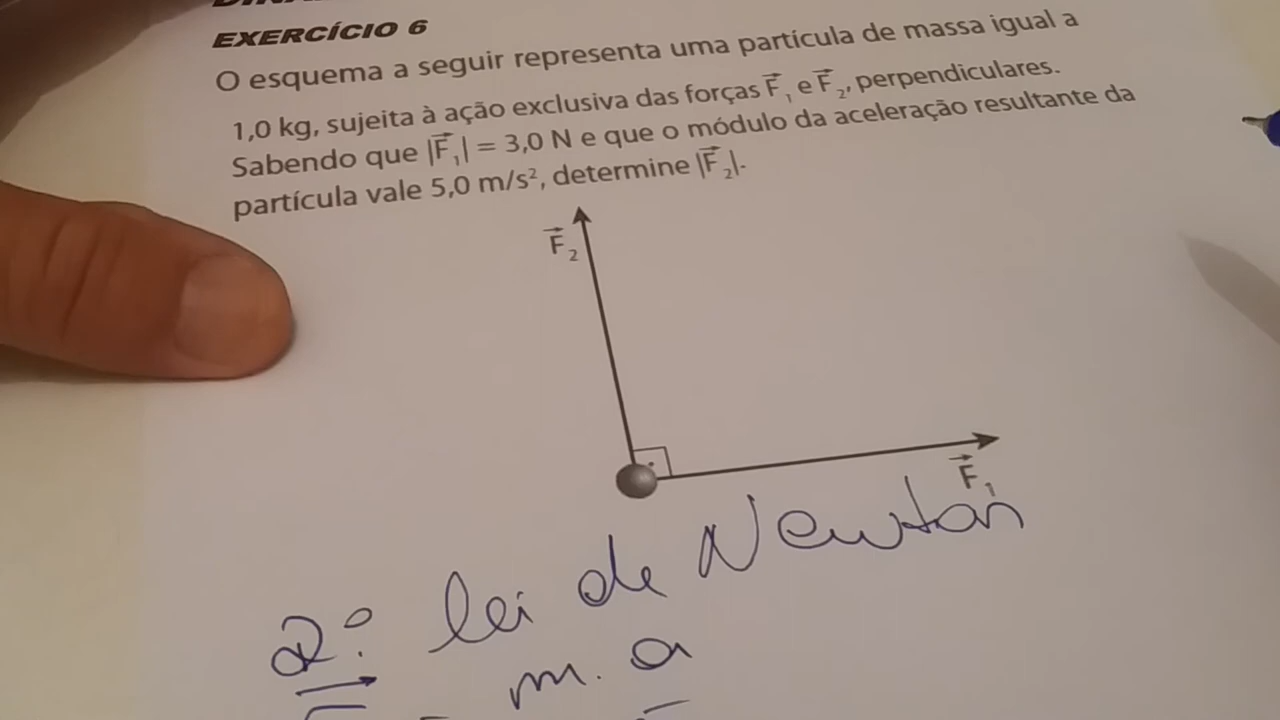 EXERCÍCIO 6
O esquema a seguir representa uma partícula de massa igual a
1,0 kg, sujeita à ação exclusiva das forças F⃗₁ e F⃗₂, perpendiculares.
Sabendo que |F⃗₁| = 3,0 N e que o módulo da aceleração resultante da
partícula vale 5,0 m/s², determine |F⃗₂|.
F⃗₂
F⃗₁
2º lei de Newton
m. a